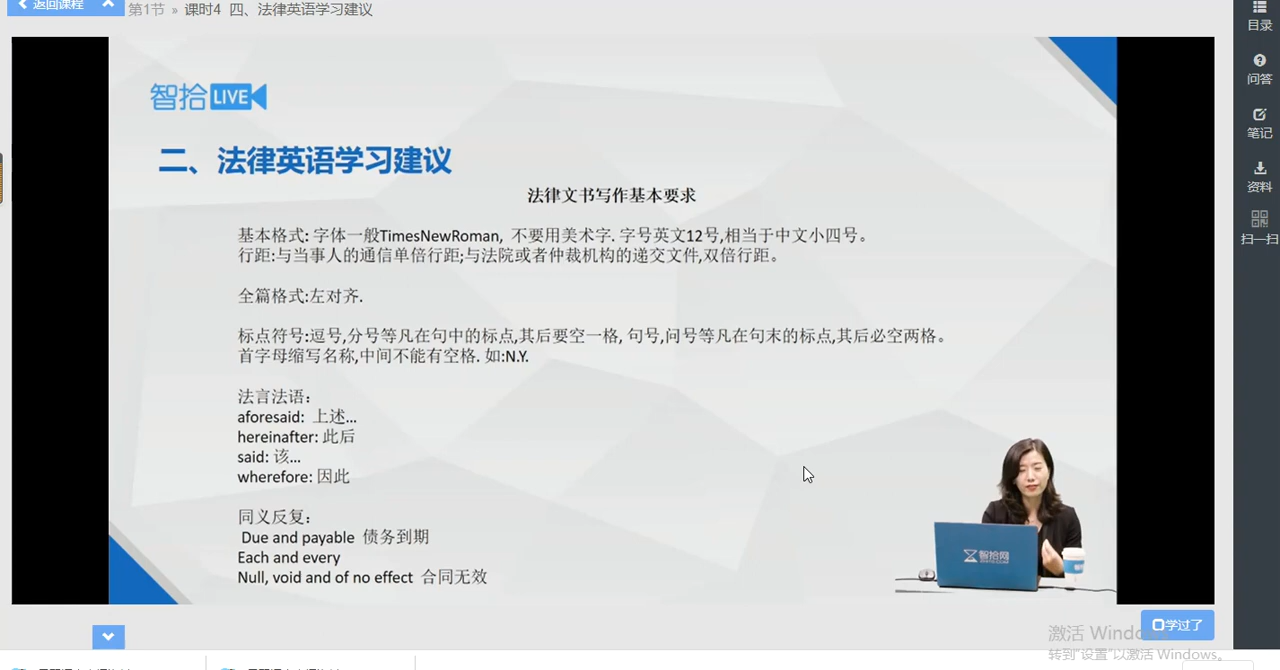 返回课程
第1节 » 课时4 四、法律英语学习建议
目录
问答
笔记
资料
扫一扫
智拾LIVE
二、法律英语学习建议
法律文书写作基本要求
基本格式: 字体一般TimesNewRoman, 不要用美术字. 字号英文12号,相当于中文小四号。
行距:与当事人的通信单倍行距;与法院或者仲裁机构的递交文件,双倍行距。
全篇格式:左对齐.
标点符号:逗号,分号等凡在句中的标点,其后要空一格, 句号,问号等凡在句末的标点,其后必空两格。
首字母缩写名称,中间不能有空格. 如:N.Y.
法言法语:
aforesaid: 上述...
hereinafter: 此后
said: 该...
wherefore: 因此
同义反复:
Due and payable 债务到期
Each and every
Null, void and of no effect 合同无效
智拾网
学过了
激活 Windows
转到"设置"以激活 Windows。